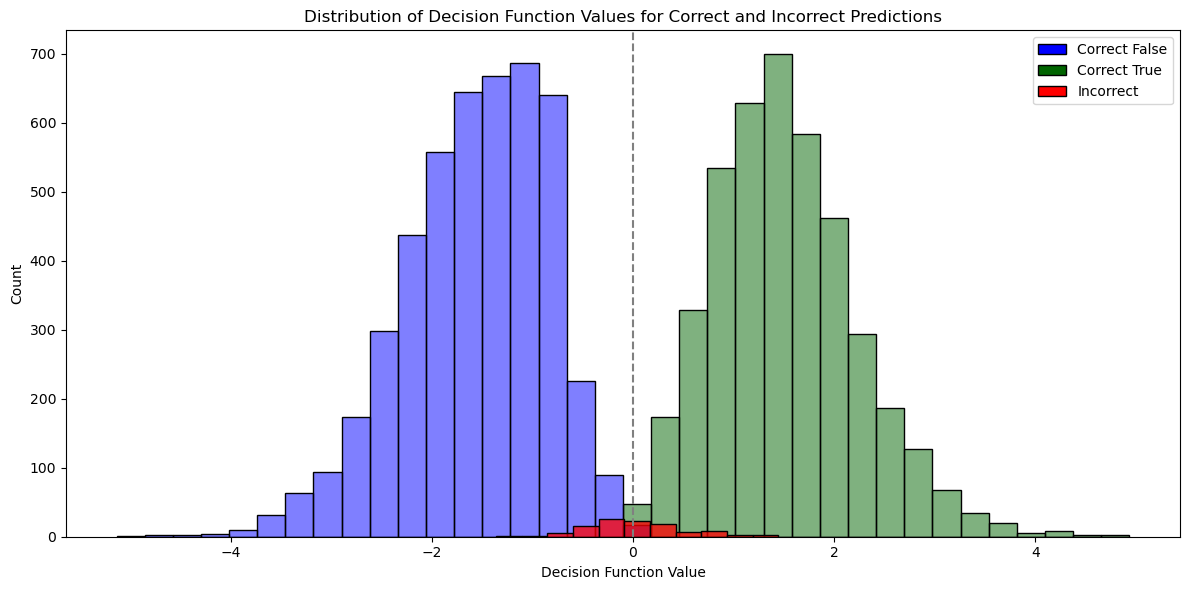 Distribution of Decision Function Values for Correct and Incorrect Predictions
Correct False
Correct True
Incorrect
700
600
500
400
300
200
100
0
Count
−4
−2
0
2
4
Decision Function Value